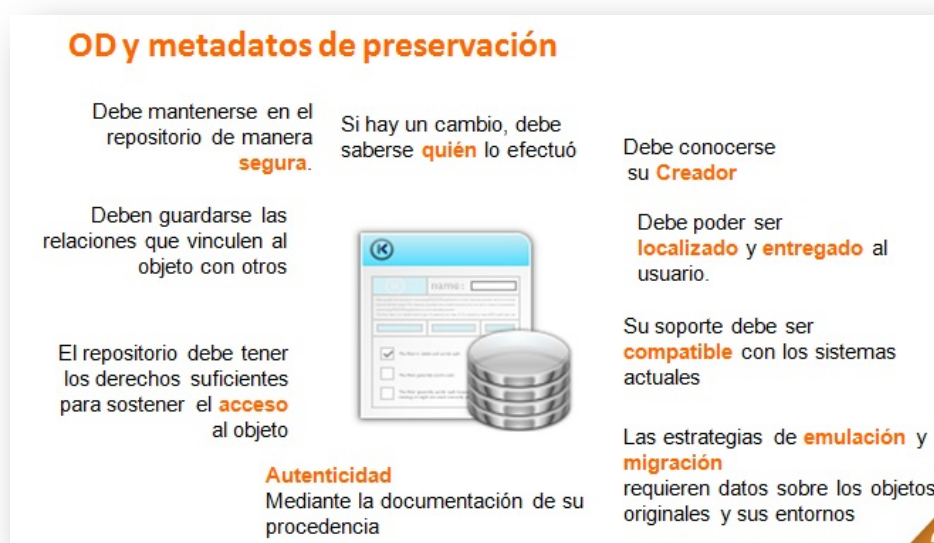 OD y metadatos de preservación
Debe mantenerse en el
repositorio de manera
segura.
Si hay un cambio, debe
saberse quién lo efectuó
Debe conocerse
su Creador
Deben guardarse las
relaciones que vinculen al
objeto con otros
Debe poder ser
localizado y entregado al
usuario.
K
name:
El repositorio debe tener
los derechos suficientes
para sostener el acceso
al objeto
Su soporte debe ser
compatible con los sistemas
actuales
Autenticidad
Mediante la documentación de su
procedencia
Las estrategias de emulación y
migración
requieren datos sobre los objetos
originales y sus entornos